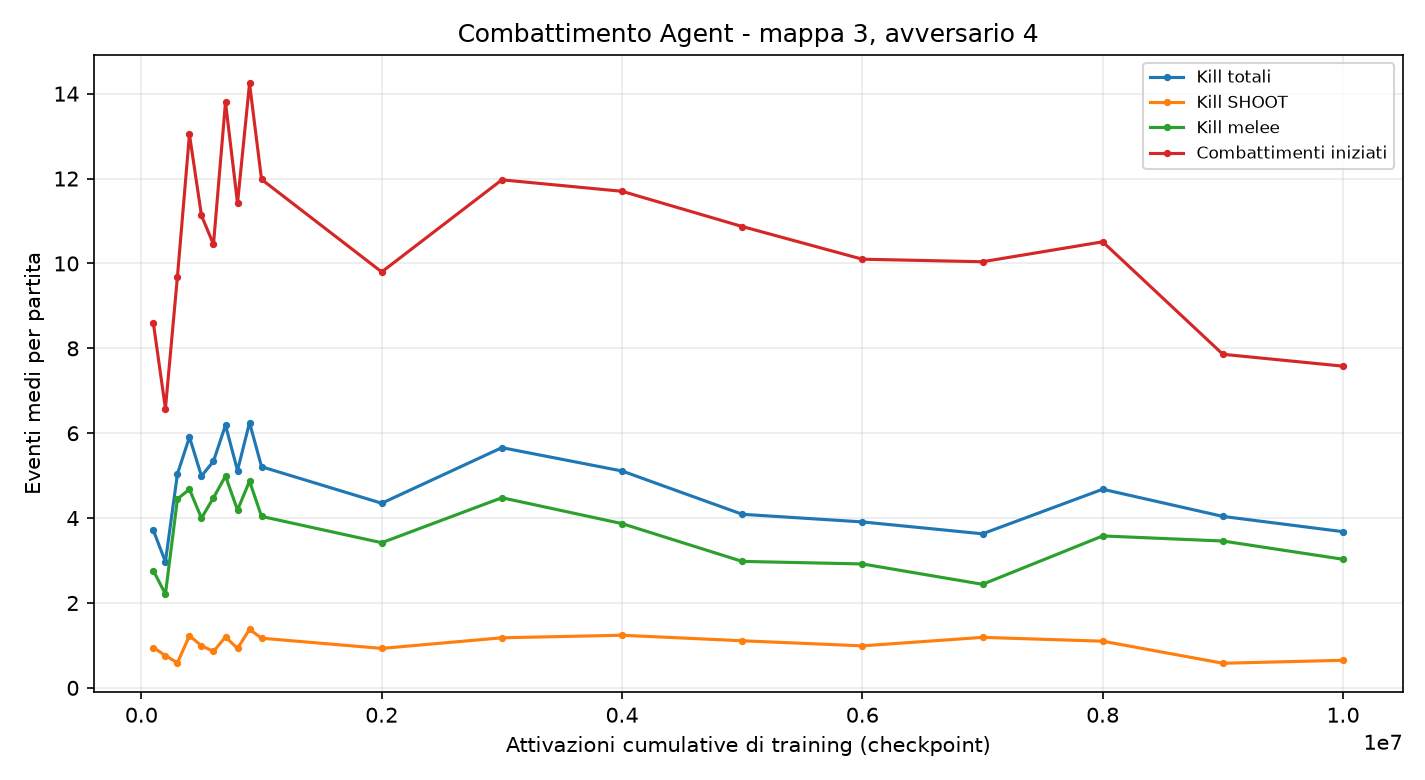 Combattimento Agent - mappa 3, avversario 4
Kill totali
Kill SHOOT
Kill melee
Combattimenti iniziati
Eventi medi per partita
14
12
10
8
6
4
2
0
0.0 0.2 0.4 0.6 0.8 1.0
1e7
Attivazioni cumulative di training (checkpoint)